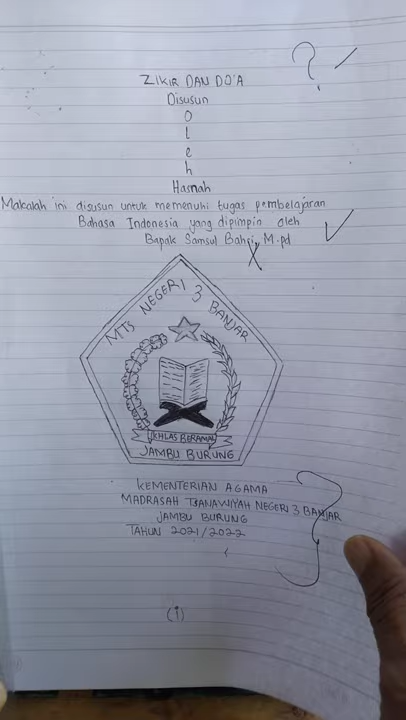 ZIKIR DAN DO'A
Disusun
O
l
e
h
Hasnah
Makalah ini disusun untuk memenuhi tugas pembelajaran
Bahasa Indonesia yang dipimpin oleh
Bapak Samsul Bahri, M.pd
MTs NEGERI 3 BANJAR
IKHLAS BERAMAL
JAMBU BURUNG
KEMENTERIAN AGAMA
MADRASAH TSANAWIYAH NEGERI 3 BANJAR
JAMBU BURUNG
TAHUN 2021/2022
(i)